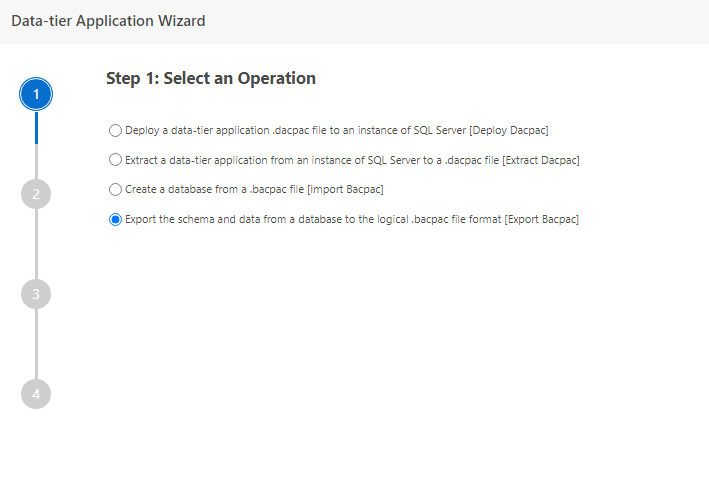 Data-tier Application Wizard
Step 1: Select an Operation
1
Deploy a data-tier application .dacpac file to an instance of SQL Server [Deploy Dacpac]
Extract a data-tier application from an instance of SQL Server to a .dacpac file [Extract Dacpac]
2
Create a database from a .bacpac file [Import Bacpac]
Export the schema and data from a database to the logical .bacpac file format [Export Bacpac]
3
4